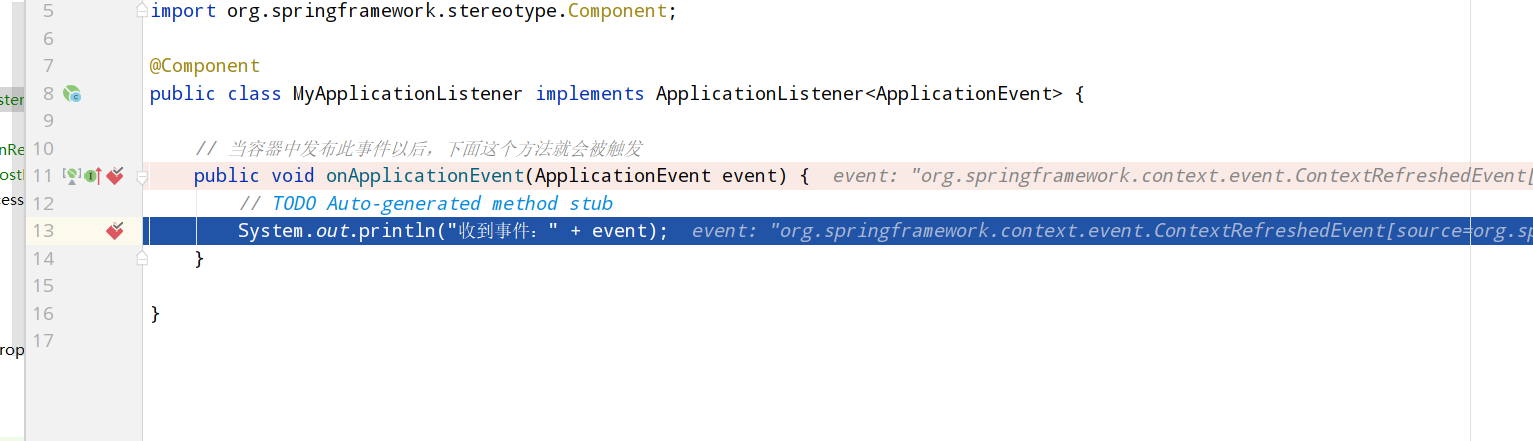 5 import org.springframework.stereotype.Component;
6
7 @Component
8 public class MyApplicationListener implements ApplicationListener<ApplicationEvent> {
9
10 // 当容器中发布此事件以后，下面这个方法就会被触发
11 public void onApplicationEvent(ApplicationEvent event) { event: "org.springframework.context.event.ContextRefreshedEvent[
12 // TODO Auto-generated method stub
13 System.out.println("收到事件：" + event); event: "org.springframework.context.event.ContextRefreshedEvent[source=org.sp
14 }
15
16 }
17
ster
nRe
ostl
cess
rop